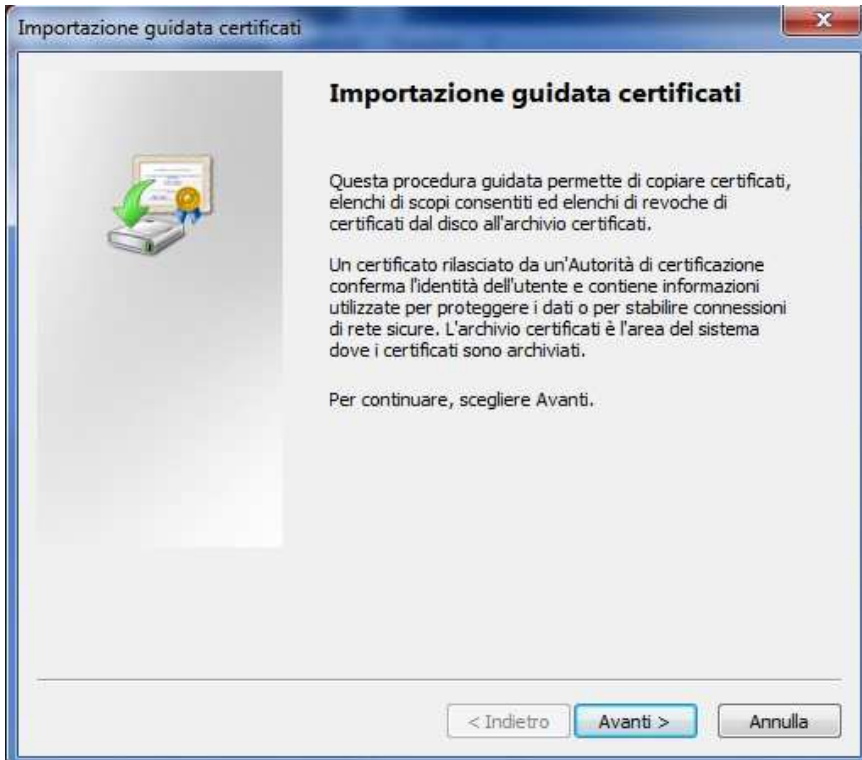 Importazione guidata certificati
Importazione guidata certificati
Questa procedura guidata permette di copiare certificati,
elenchi di scopi consentiti ed elenchi di revoche di
certificati dal disco all'archivio certificati.
Un certificato rilasciato da un'Autorità di certificazione
conferma l'identità dell'utente e contiene informazioni
utilizzate per proteggere i dati o per stabilire connessioni
di rete sicure. L'archivio certificati è l'area del sistema
dove i certificati sono archiviati.
Per continuare, scegliere Avanti.
< Indietro Avanti > Annulla